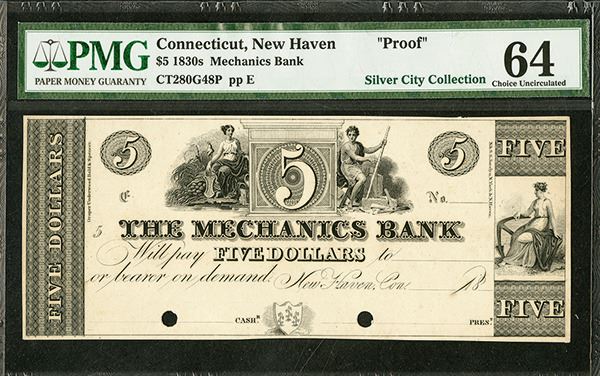 PMG
PAPER MONEY GUARANTY
Connecticut, New Haven "Proof"
$5 1830s Mechanics Bank
CT280G48P pp E Silver City Collection
64
Choice Uncirculated
FIVE DOLLARS
5
5
5
FIVE
E
No.
5
THE MECHANICS BANK
Will pay FIVE DOLLARS to
or bearer on demand. New Haven, Con. 18
CASHR.
PREST.
FIVE